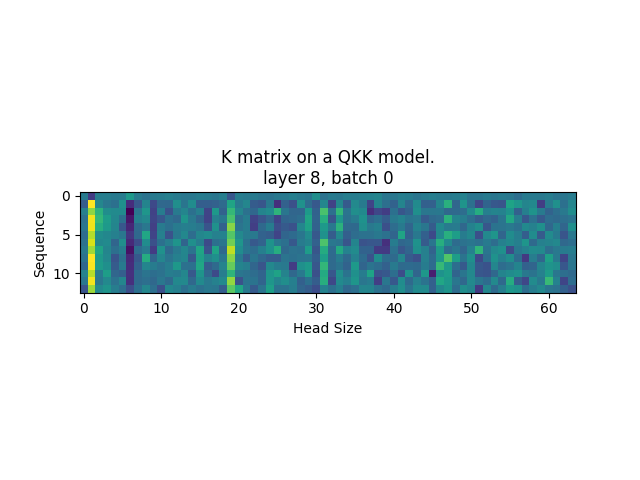 K matrix on a QKK model.
layer 8, batch 0
Sequence
0
5
10
0 10 20 30 40 50 60
Head Size